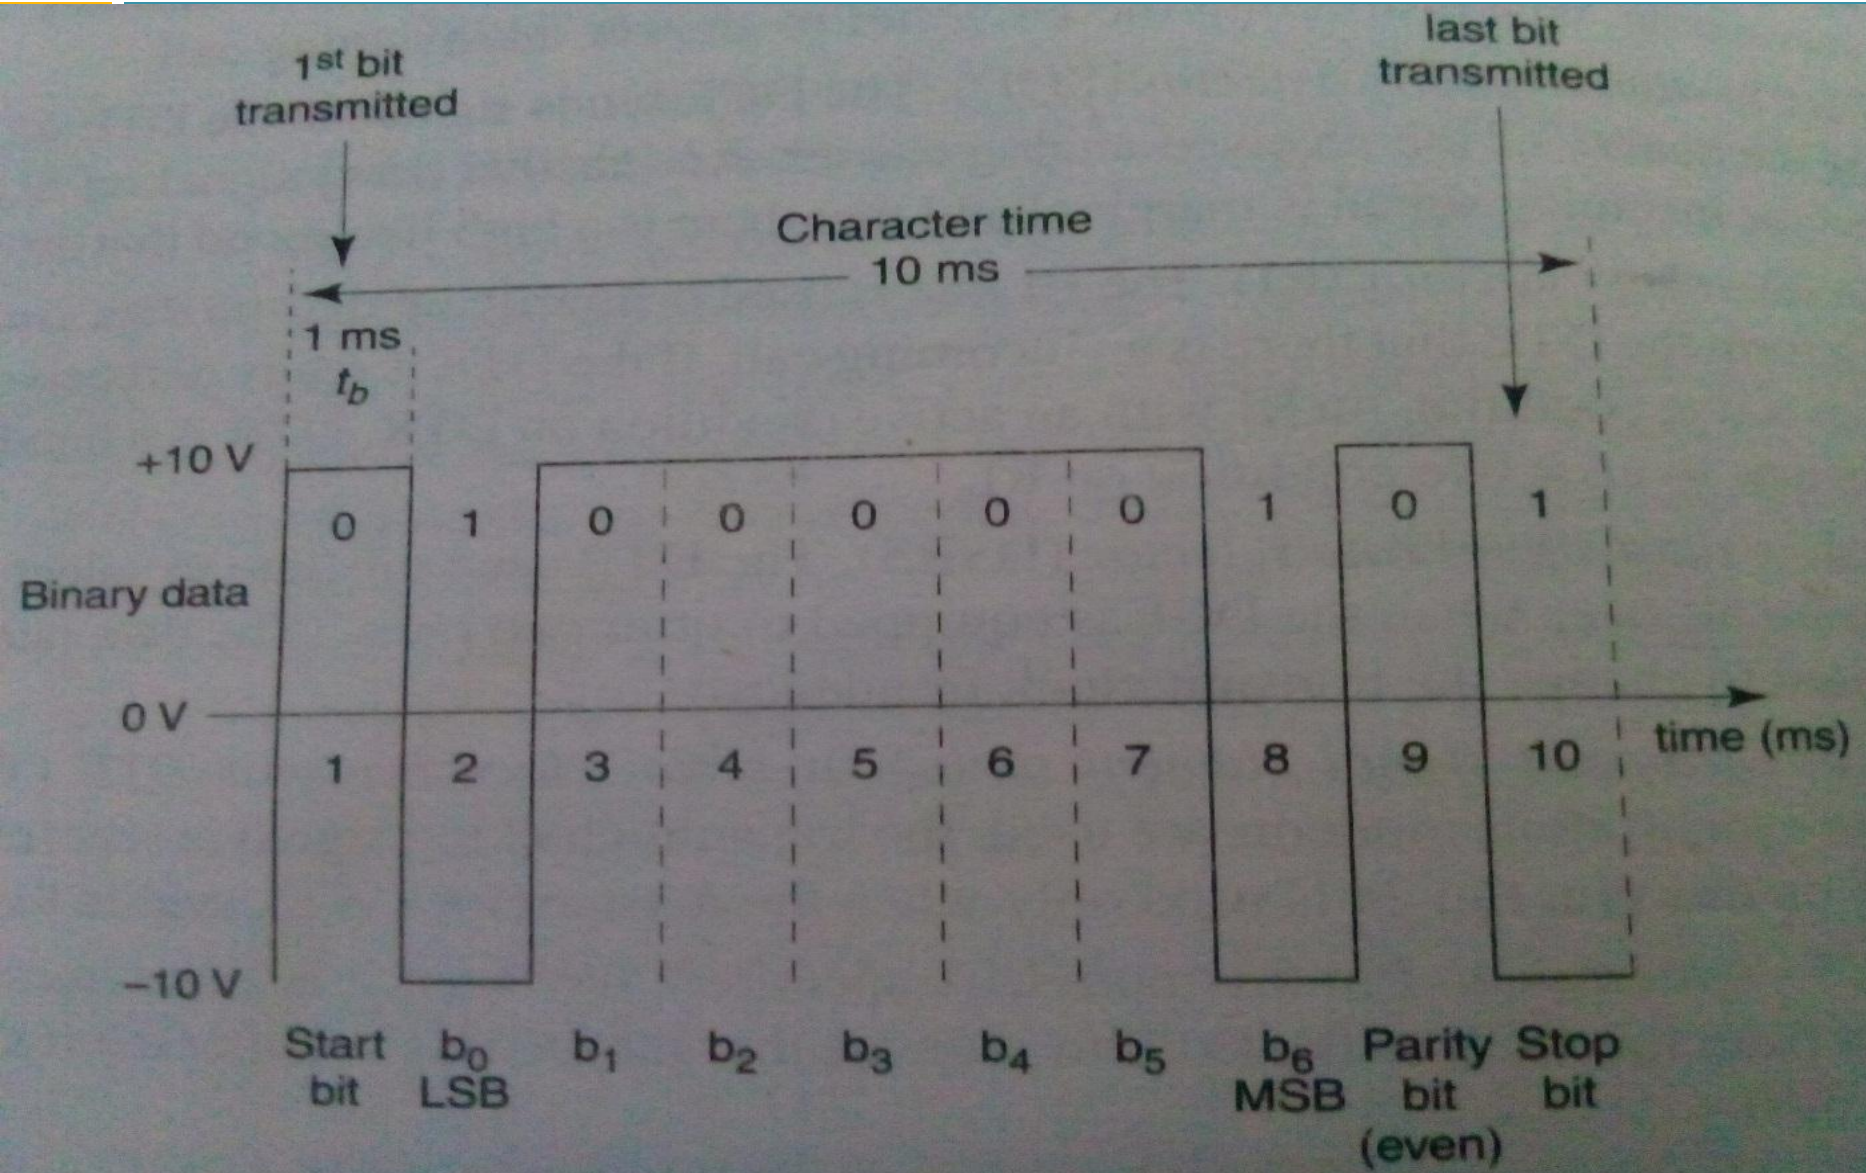 1st bit
transmitted
last bit
transmitted
Character time
10 ms
1 ms
tb
+10 V
0 1 0 0 0 0 0 1 0 1
Binary data
0 V
1 2 3 4 5 6 7 8 9 10
time (ms)
−10 V
Start b0 b1 b2 b3 b4 b5 b6 Parity Stop
bit LSB MSB bit bit
(even)